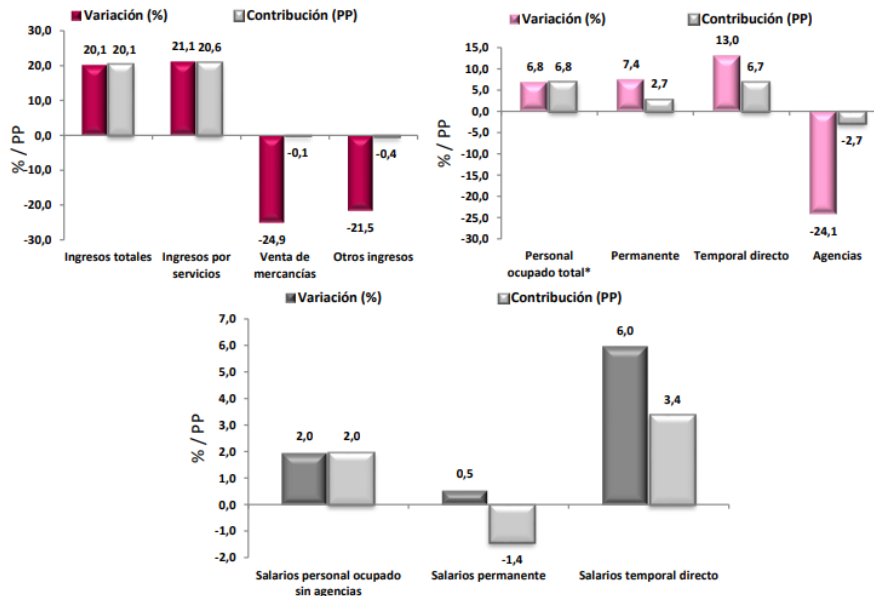 Variación (%) Contribución (PP)
30,0
20,0
10,0
0,0
-10,0
-20,0
-30,0
% / PP
20,1 20,1
21,1 20,6
-24,9
-0,1
-21,5
-0,4
Ingresos totales
Ingresos por
servicios
Venta de
mercancías
Otros ingresos
Variación (%) Contribución (PP)
15,0
10,0
5,0
0,0
-5,0
-10,0
-15,0
-20,0
-25,0
-30,0
% / PP
6,8 6,8
7,4
2,7
13,0
6,7
-24,1
-2,7
Personal
ocupado total*
Permanente
Temporal directo
Agencias
Variación (%) Contribución (PP)
7,0
6,0
5,0
4,0
3,0
2,0
1,0
0,0
-1,0
-2,0
% / PP
2,0 2,0
0,5
-1,4
6,0
3,4
Salarios personal ocupado
sin agencias
Salarios permanente
Salarios temporal directo